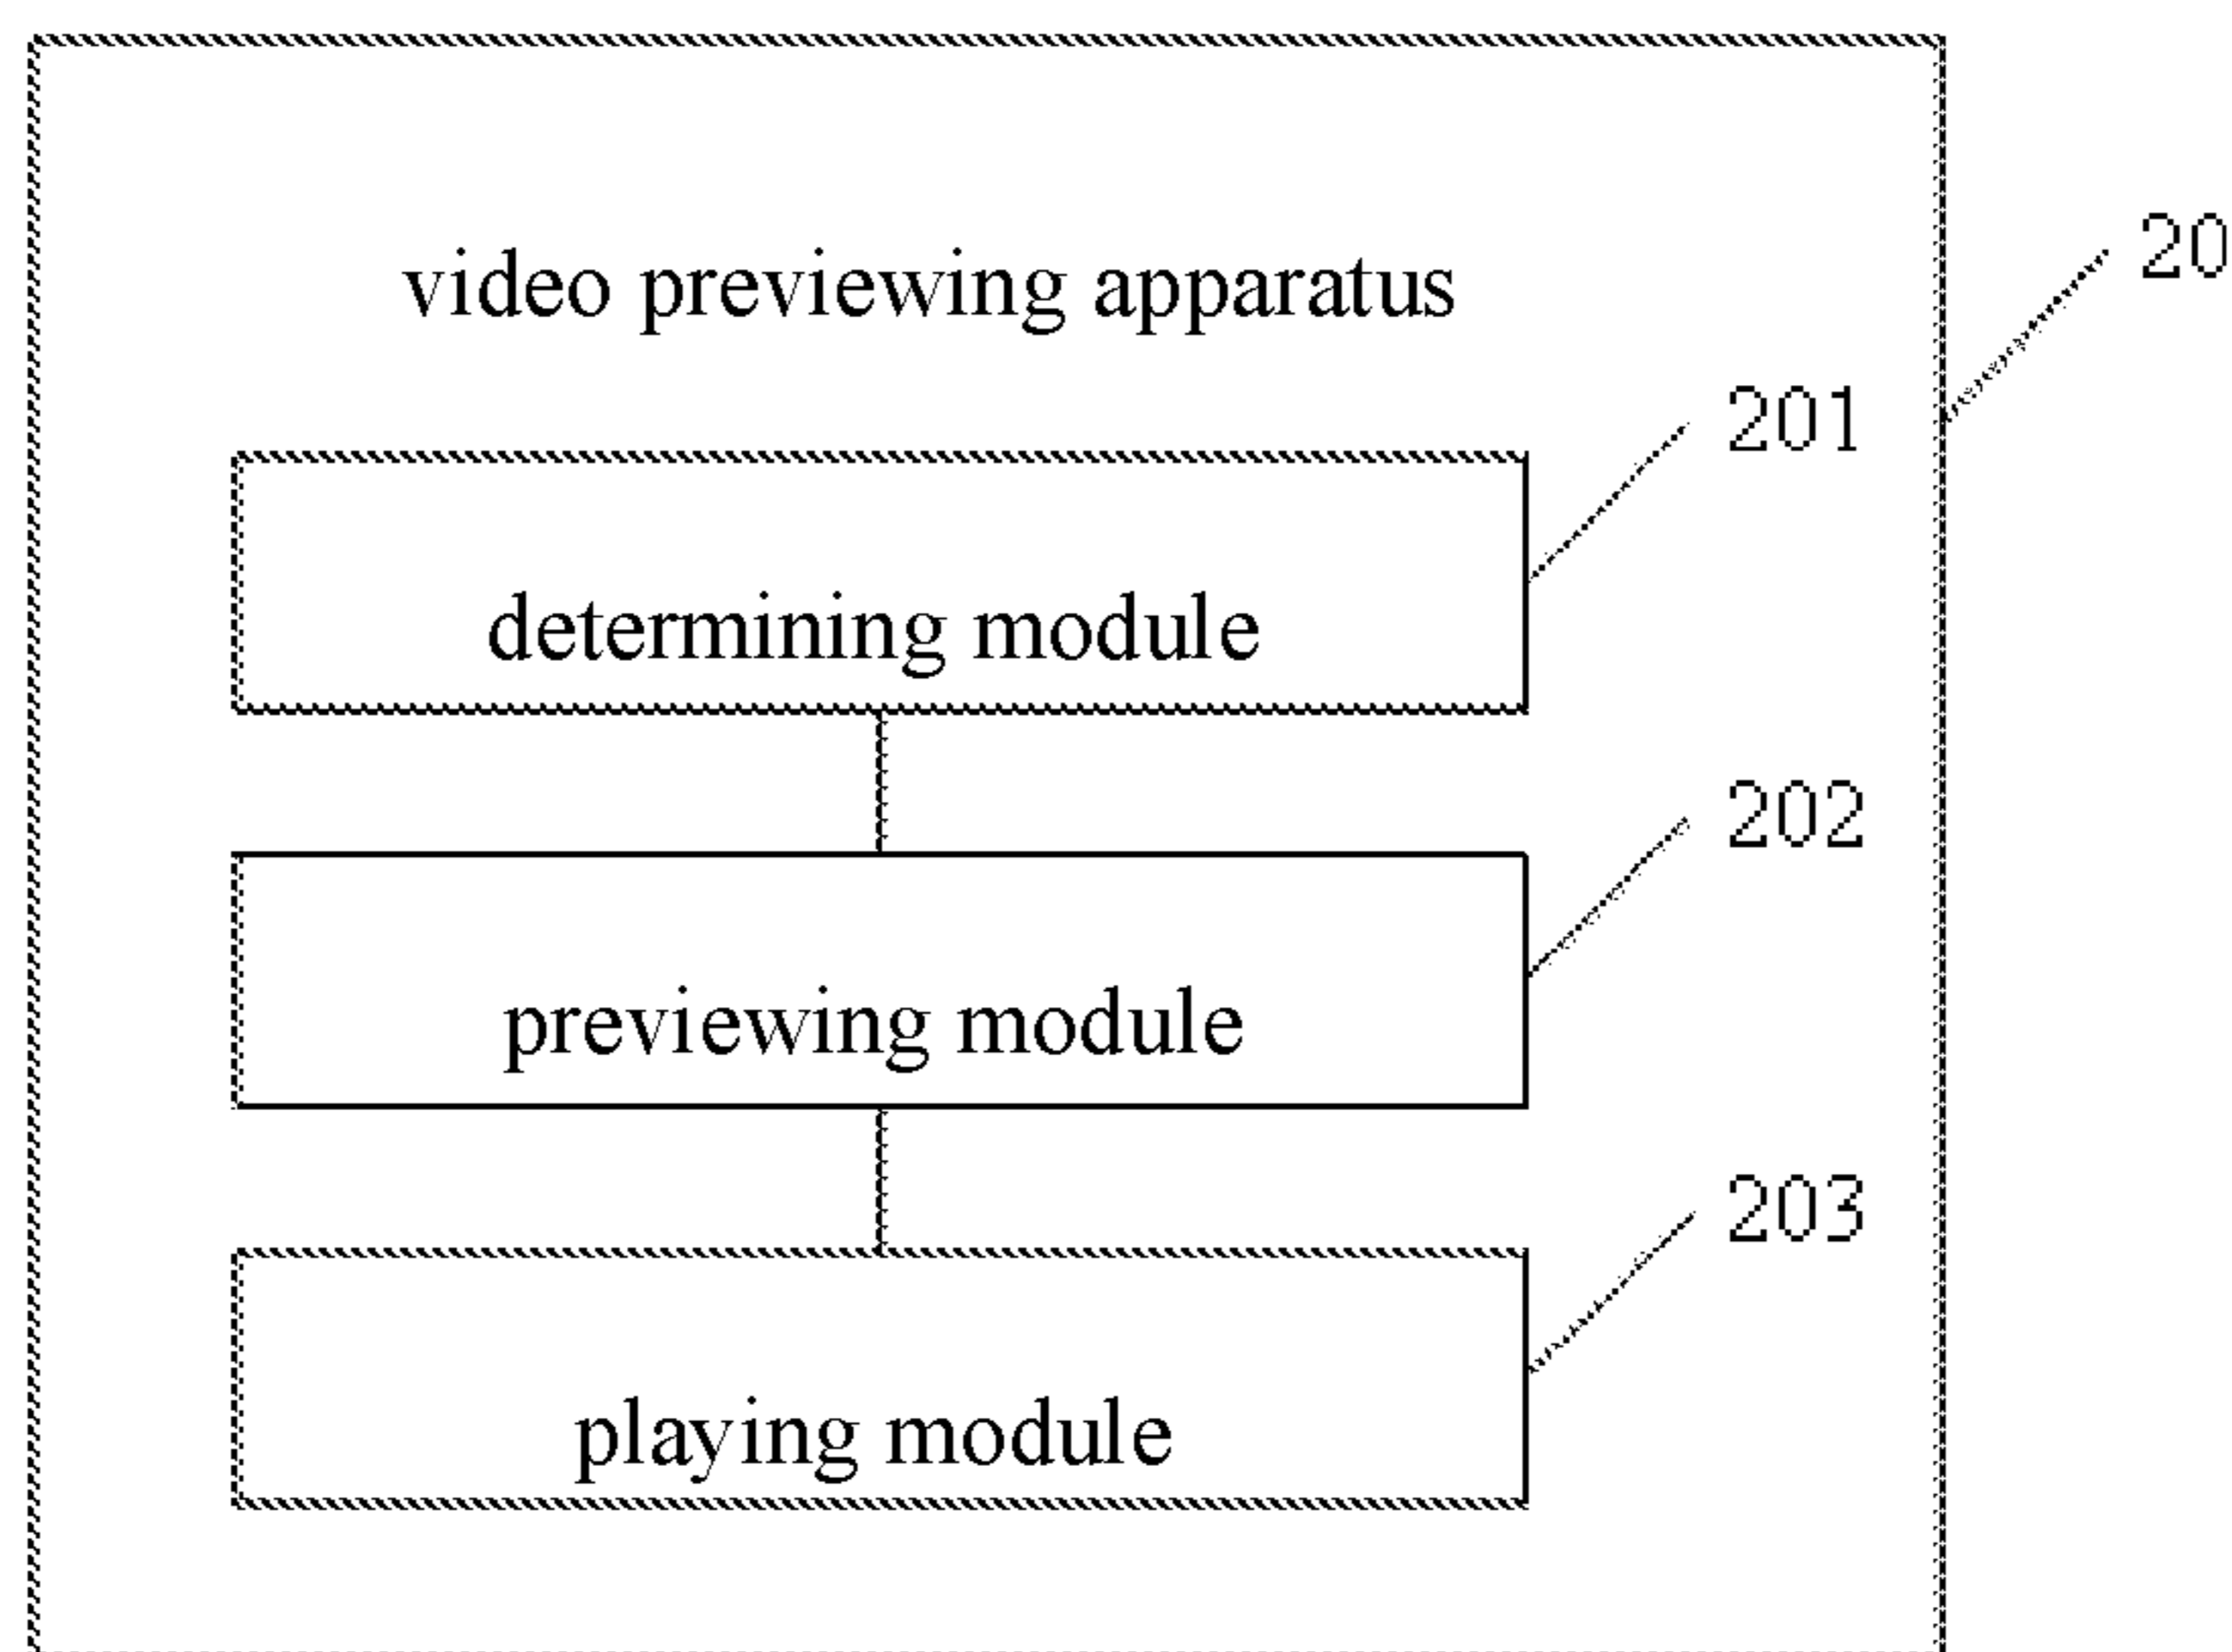 20
video previewing apparatus
201
determining module
202
previewing module
203
playing module